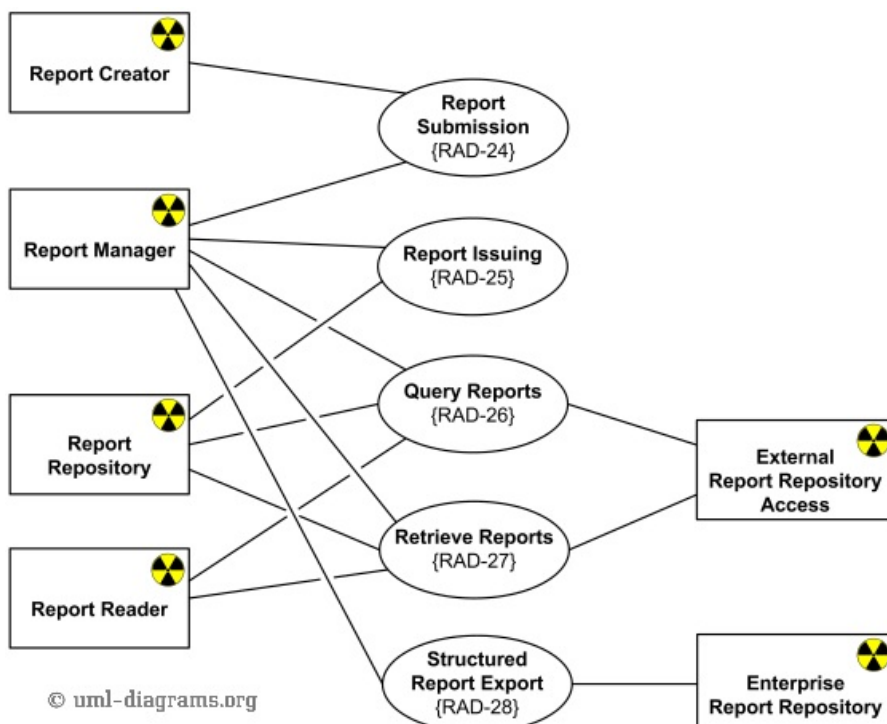 Report Creator
Report
Submission
{RAD-24}
Report Manager
Report Issuing
{RAD-25}
Query Reports
{RAD-26}
Report
Repository
External
Report Repository
Access
Retrieve Reports
{RAD-27}
Report Reader
Structured
Report Export
{RAD-28}
Enterprise
Report Repository
© uml-diagrams.org